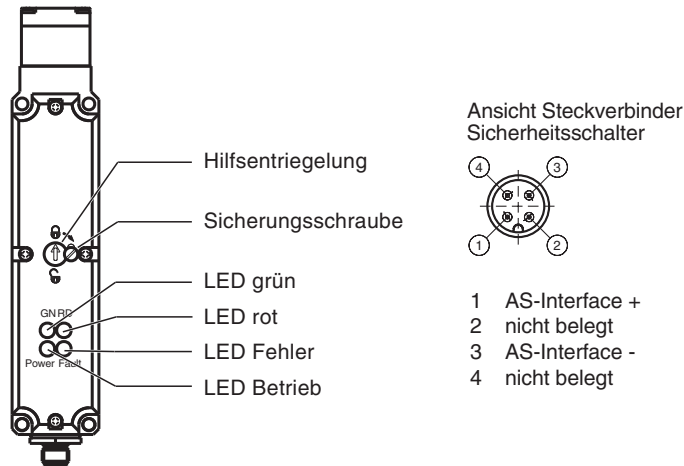 Hilfsentriegelung
Sicherungsschraube
GN RD
LED grün
LED rot
LED Fehler
Power Fault
LED Betrieb
Ansicht Steckverbinder
Sicherheitsschalter
4 3
1 2
1 AS-Interface +
2 nicht belegt
3 AS-Interface -
4 nicht belegt